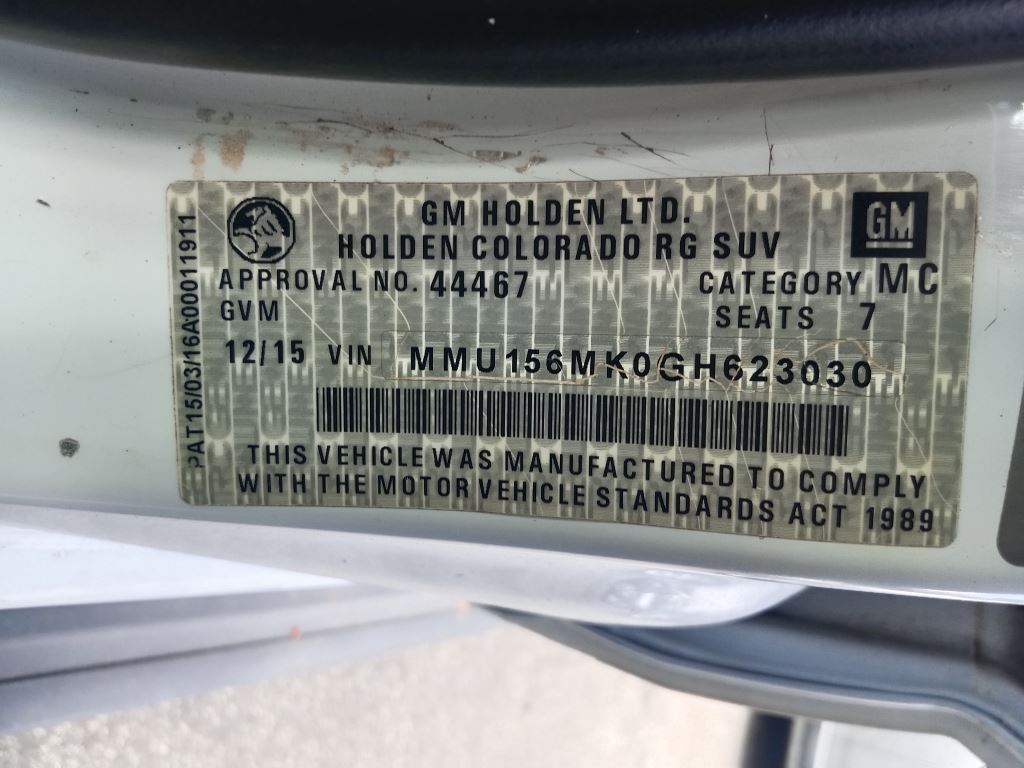 GM HOLDEN LTD.
HOLDEN COLORADO RG SUV
GM
APPROVAL NO. 44467
CATEGORY MC
GVM
SEATS 7
12/15 VIN MMU156MK0GH623030
THIS VEHICLE WAS MANUFACTURED TO COMPLY
WITH THE MOTOR VEHICLE STANDARDS ACT 1989
PAT15/03/16A00011911